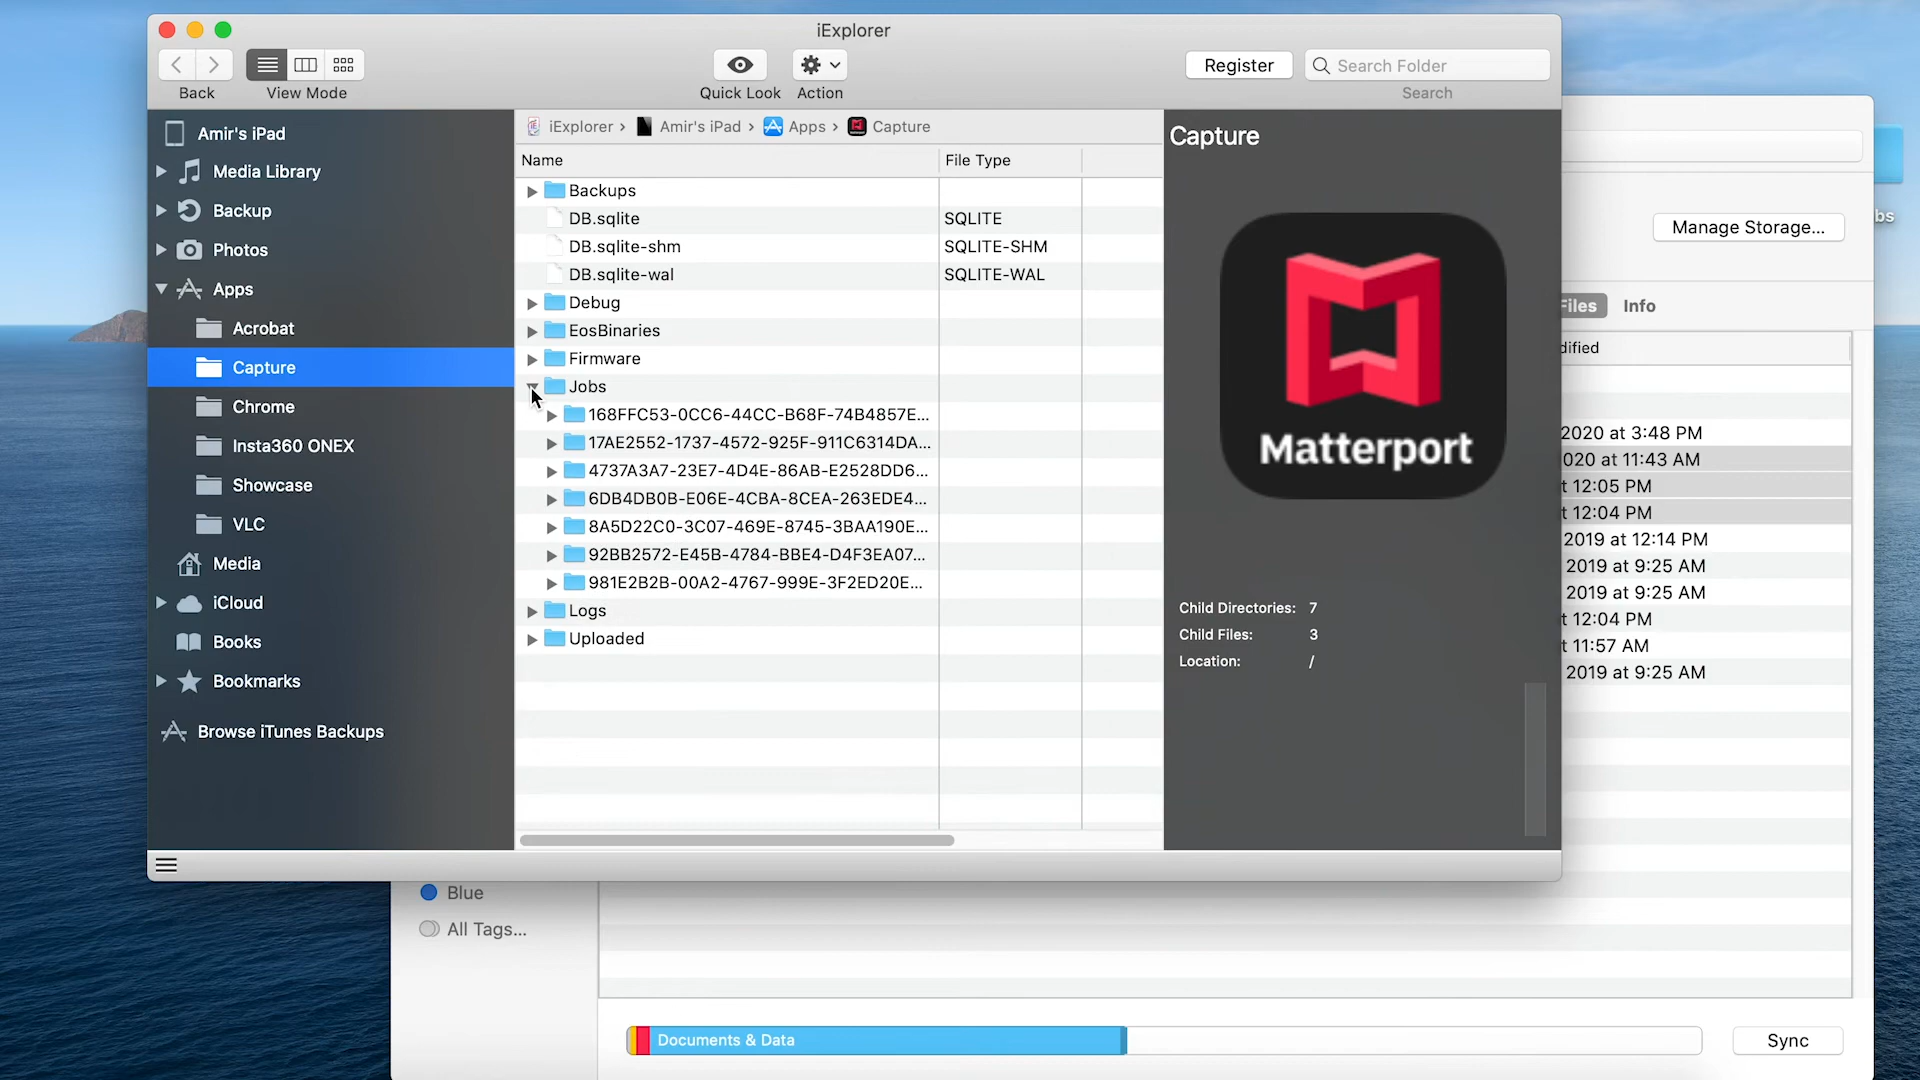 iExplorer
Back
View Mode
Quick Look
Action
Register
Search Folder
Search
Amir's iPad
Media Library
Backup
Photos
Apps
Acrobat
Capture
Chrome
Insta360 ONEX
Showcase
VLC
Media
iCloud
Books
Bookmarks
Browse iTunes Backups
iExplorer › Amir's iPad › Apps › Capture
Name File Type
Backups
DB.sqlite SQLITE
DB.sqlite-shm SQLITE-SHM
DB.sqlite-wal SQLITE-WAL
Debug
EosBinaries
Firmware
Jobs
168FFC53-0CC6-44CC-B68F-74B4857E...
17AE2552-1737-4572-925F-911C6314DA...
4737A3A7-23E7-4D4E-86AB-E2528DD6...
6DB4DB0B-E06E-4CBA-8CEA-263EDE4...
8A5D22C0-3C07-469E-8745-3BAA190E...
92BB2572-E45B-4784-BBE4-D4F3EA07...
981E2B2B-00A2-4767-999E-3F2ED20E...
Logs
Uploaded
Capture
Matterport
Child Directories: 7
Child Files: 3
Location: /
bs
Manage Storage...
Files Info
dified
2020 at 3:48 PM
020 at 11:43 AM
t 12:05 PM
t 12:04 PM
2019 at 12:14 PM
2019 at 9:25 AM
2019 at 9:25 AM
t 12:04 PM
t 11:57 AM
2019 at 9:25 AM
Blue
All Tags...
Documents & Data
Sync